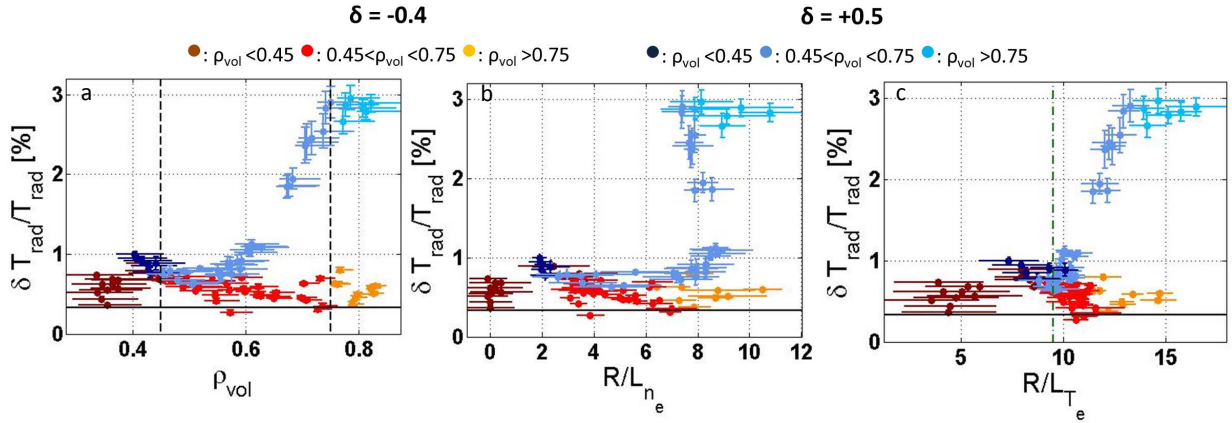 δ = -0.4
δ = +0.5
: ρvol <0.45 : 0.45<ρvol <0.75 : ρvol >0.75
: ρvol <0.45 : 0.45<ρvol <0.75 : ρvol >0.75
a
3
2
1
0
δ Trad/Trad [%]
0.4 0.6 0.8
ρvol
b
3
2
1
0
δ Trad/Trad [%]
0 2 4 6 8 10 12
R/Lne
c
3
2
1
0
δ Trad/Trad [%]
5 10 15
R/LTe